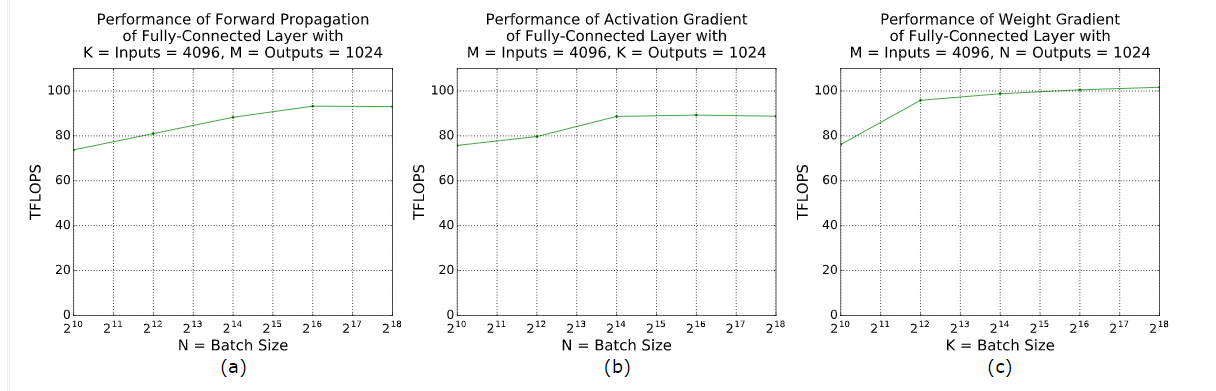 Performance of Forward Propagation
of Fully-Connected Layer with
K = Inputs = 4096, M = Outputs = 1024
100
80
60
40
20
0
TFLOPS
2^10 2^11 2^12 2^13 2^14 2^15 2^16 2^17 2^18
N = Batch Size
(a)
Performance of Activation Gradient
of Fully-Connected Layer with
M = Inputs = 4096, K = Outputs = 1024
100
80
60
40
20
0
TFLOPS
2^10 2^11 2^12 2^13 2^14 2^15 2^16 2^17 2^18
N = Batch Size
(b)
Performance of Weight Gradient
of Fully-Connected Layer with
M = Inputs = 4096, N = Outputs = 1024
100
80
60
40
20
0
TFLOPS
2^10 2^11 2^12 2^13 2^14 2^15 2^16 2^17 2^18
K = Batch Size
(c)